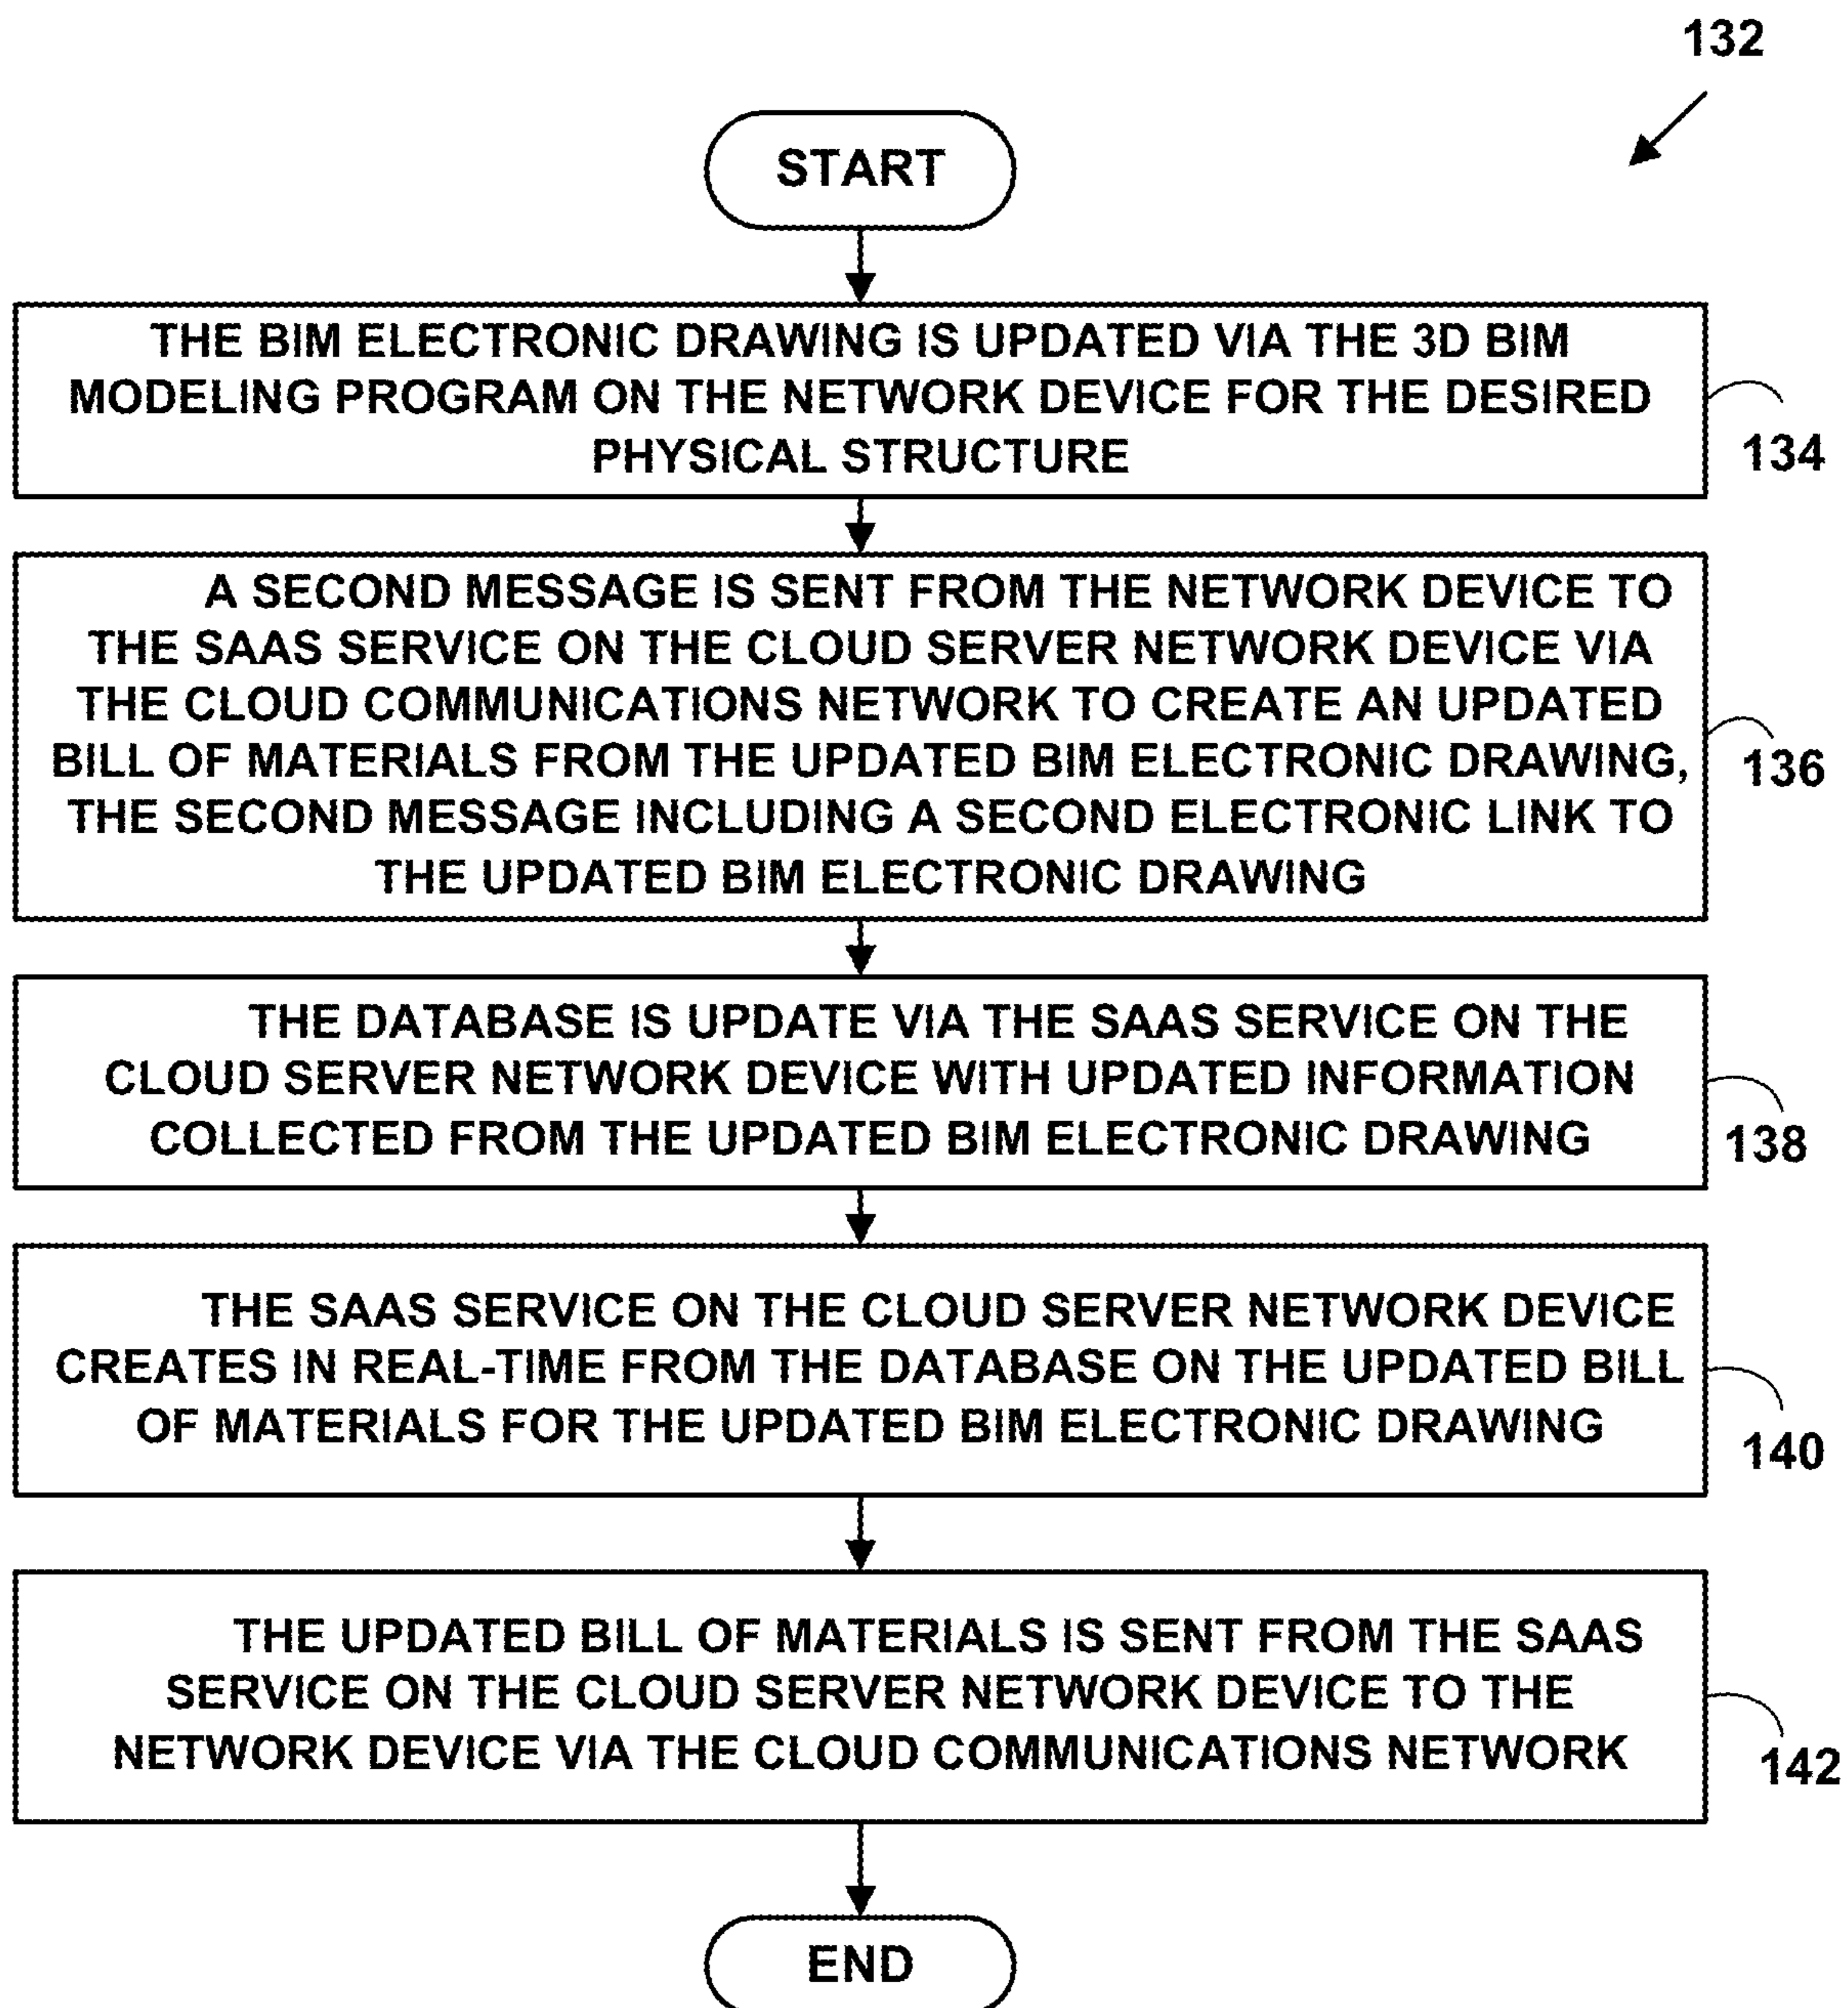 132
START
THE BIM ELECTRONIC DRAWING IS UPDATED VIA THE 3D BIM
MODELING PROGRAM ON THE NETWORK DEVICE FOR THE DESIRED
PHYSICAL STRUCTURE
134
A SECOND MESSAGE IS SENT FROM THE NETWORK DEVICE TO
THE SAAS SERVICE ON THE CLOUD SERVER NETWORK DEVICE VIA
THE CLOUD COMMUNICATIONS NETWORK TO CREATE AN UPDATED
BILL OF MATERIALS FROM THE UPDATED BIM ELECTRONIC DRAWING,
THE SECOND MESSAGE INCLUDING A SECOND ELECTRONIC LINK TO
THE UPDATED BIM ELECTRONIC DRAWING
136
THE DATABASE IS UPDATE VIA THE SAAS SERVICE ON THE
CLOUD SERVER NETWORK DEVICE WITH UPDATED INFORMATION
COLLECTED FROM THE UPDATED BIM ELECTRONIC DRAWING
138
THE SAAS SERVICE ON THE CLOUD SERVER NETWORK DEVICE
CREATES IN REAL-TIME FROM THE DATABASE ON THE UPDATED BILL
OF MATERIALS FOR THE UPDATED BIM ELECTRONIC DRAWING
140
THE UPDATED BILL OF MATERIALS IS SENT FROM THE SAAS
SERVICE ON THE CLOUD SERVER NETWORK DEVICE TO THE
NETWORK DEVICE VIA THE CLOUD COMMUNICATIONS NETWORK
142
END